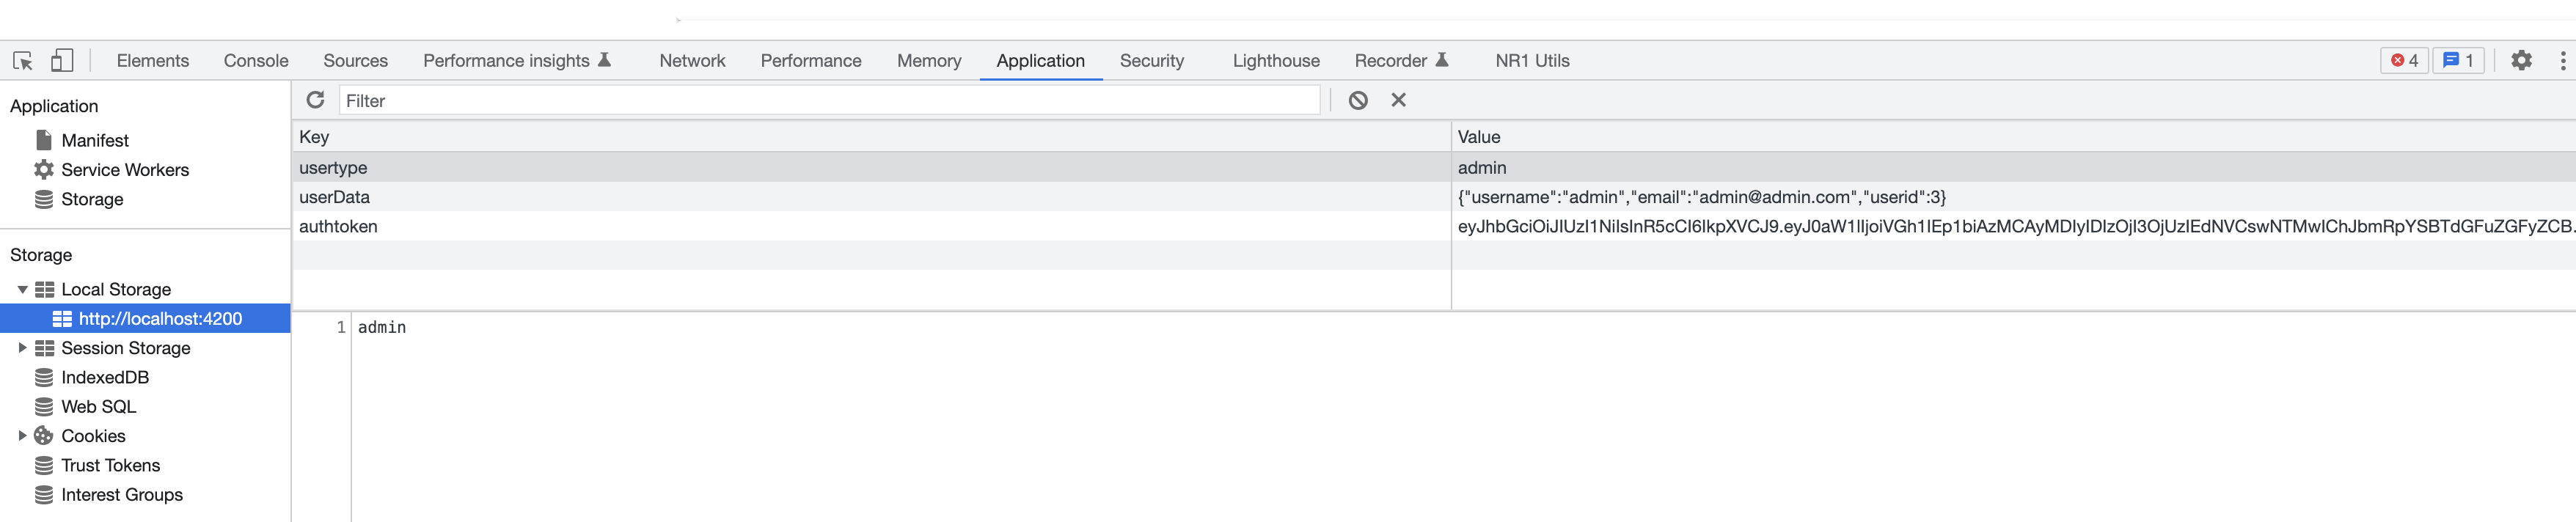 Elements Console Sources Performance insights Network Performance Memory Application Security Lighthouse Recorder NR1 Utils 4 1
Application
Manifest
Service Workers
Storage
Storage
Local Storage
http://localhost:4200
Session Storage
IndexedDB
Web SQL
Cookies
Trust Tokens
Interest Groups
Filter
Key Value
usertype admin
userData {"username":"admin","email":"admin@admin.com","userid":3}
authtoken eyJhbGciOiJIUzI1NiIsInR5cCI6IkpXVCJ9.eyJ0aW1lIjoiVGh1IEp1biAzMCAyMDIyIDIzOjI3OjUzIEdNVCswNTMwIChJbmRpYSBTdGFuZGFyZCB.
1 admin